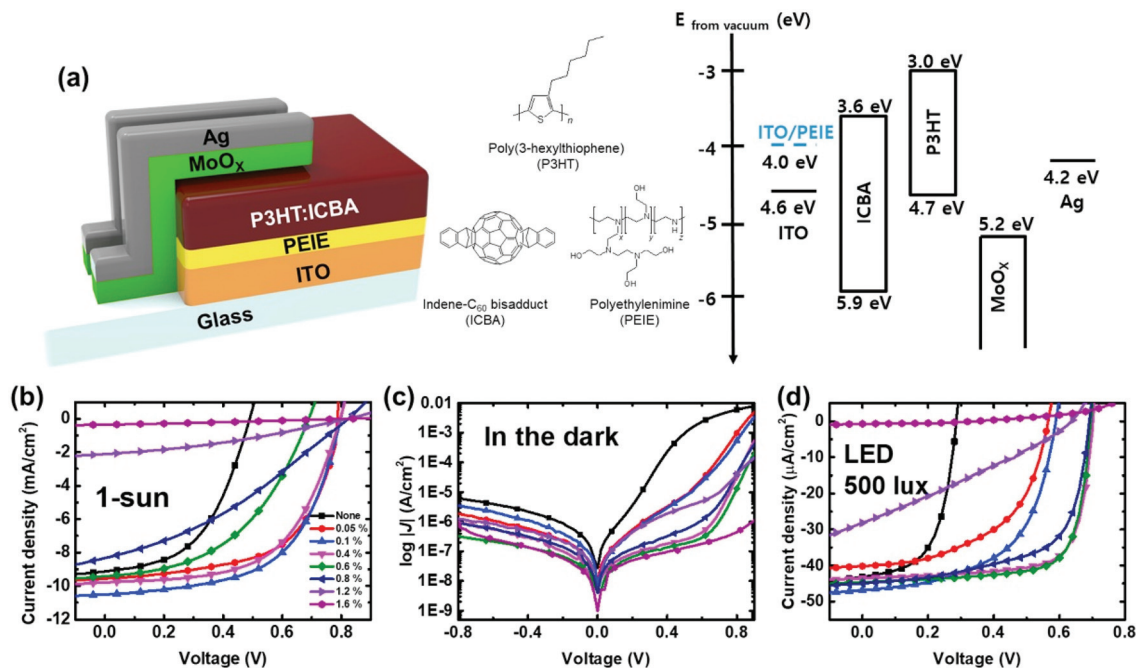 (a)
Ag
MoOₓ
P3HT:ICBA
PEIE
ITO
Glass
S
n
Poly(3-hexylthiophene)
(P3HT)
Indene-C₆₀ bisadduct
(ICBA)
OH
HO
OH
N
N
N
H
x
y
z
N
HO
N
N
OH
OH
Polyethylenimine
(PEIE)
E from vacuum (eV)
-3
-4
-5
-6
ITO/PEIE
4.0 eV
4.6 eV
ITO
3.6 eV
ICBA
5.9 eV
3.0 eV
P3HT
4.7 eV
5.2 eV
MoOₓ
4.2 eV
Ag
(b)
Current density (mA/cm²)
0
-2
-4
-6
-8
-10
-12
1-sun
None
0.05 %
0.1 %
0.4 %
0.6 %
0.8 %
1.2 %
1.6 %
0.0 0.2 0.4 0.6 0.8
Voltage (V)
(c)
log |J| (A/cm²)
0.01
1E-3
1E-4
1E-5
1E-6
1E-7
1E-8
1E-9
In the dark
-0.8 -0.4 0.0 0.4 0.8
Voltage (V)
(d)
Current density (μA/cm²)
0
-10
-20
-30
-40
-50
LED
500 lux
0.0 0.2 0.4 0.6 0.8
Voltage (V)